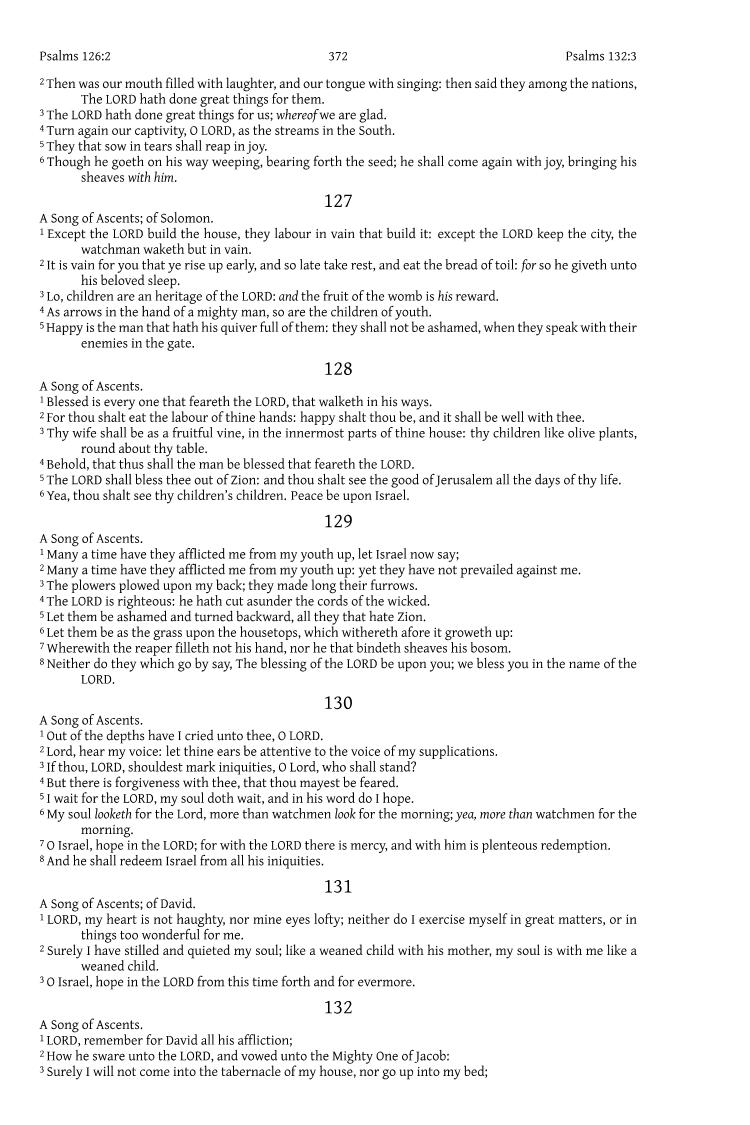 Psalms 126:2 372 Psalms 132:3
2 Then was our mouth filled with laughter, and our tongue with singing: then said they among the nations,
The LORD hath done great things for them.
3 The LORD hath done great things for us; whereof we are glad.
4 Turn again our captivity, O LORD, as the streams in the South.
5 They that sow in tears shall reap in joy.
6 Though he goeth on his way weeping, bearing forth the seed; he shall come again with joy, bringing his
sheaves with him.
127
A Song of Ascents; of Solomon.
1 Except the LORD build the house, they labour in vain that build it: except the LORD keep the city, the
watchman waketh but in vain.
2 It is vain for you that ye rise up early, and so late take rest, and eat the bread of toil: for so he giveth unto
his beloved sleep.
3 Lo, children are an heritage of the LORD: and the fruit of the womb is his reward.
4 As arrows in the hand of a mighty man, so are the children of youth.
5 Happy is the man that hath his quiver full of them: they shall not be ashamed, when they speak with their
enemies in the gate.
128
A Song of Ascents.
1 Blessed is every one that feareth the LORD, that walketh in his ways.
2 For thou shalt eat the labour of thine hands: happy shalt thou be, and it shall be well with thee.
3 Thy wife shall be as a fruitful vine, in the innermost parts of thine house: thy children like olive plants,
round about thy table.
4 Behold, that thus shall the man be blessed that feareth the LORD.
5 The LORD shall bless thee out of Zion: and thou shalt see the good of Jerusalem all the days of thy life.
6 Yea, thou shalt see thy children’s children. Peace be upon Israel.
129
A Song of Ascents.
1 Many a time have they afflicted me from my youth up, let Israel now say;
2 Many a time have they afflicted me from my youth up: yet they have not prevailed against me.
3 The plowers plowed upon my back; they made long their furrows.
4 The LORD is righteous: he hath cut asunder the cords of the wicked.
5 Let them be ashamed and turned backward, all they that hate Zion.
6 Let them be as the grass upon the housetops, which withereth afore it groweth up:
7 Wherewith the reaper filleth not his hand, nor he that bindeth sheaves his bosom.
8 Neither do they which go by say, The blessing of the LORD be upon you; we bless you in the name of the
LORD.
130
A Song of Ascents.
1 Out of the depths have I cried unto thee, O LORD.
2 Lord, hear my voice: let thine ears be attentive to the voice of my supplications.
3 If thou, LORD, shouldest mark iniquities, O Lord, who shall stand?
4 But there is forgiveness with thee, that thou mayest be feared.
5 I wait for the LORD, my soul doth wait, and in his word do I hope.
6 My soul looketh for the Lord, more than watchmen look for the morning; yea, more than watchmen for the
morning.
7 O Israel, hope in the LORD; for with the LORD there is mercy, and with him is plenteous redemption.
8 And he shall redeem Israel from all his iniquities.
131
A Song of Ascents; of David.
1 LORD, my heart is not haughty, nor mine eyes lofty; neither do I exercise myself in great matters, or in
things too wonderful for me.
2 Surely I have stilled and quieted my soul; like a weaned child with his mother, my soul is with me like a
weaned child.
3 O Israel, hope in the LORD from this time forth and for evermore.
132
A Song of Ascents.
1 LORD, remember for David all his affliction;
2 How he sware unto the LORD, and vowed unto the Mighty One of Jacob:
3 Surely I will not come into the tabernacle of my house, nor go up into my bed;